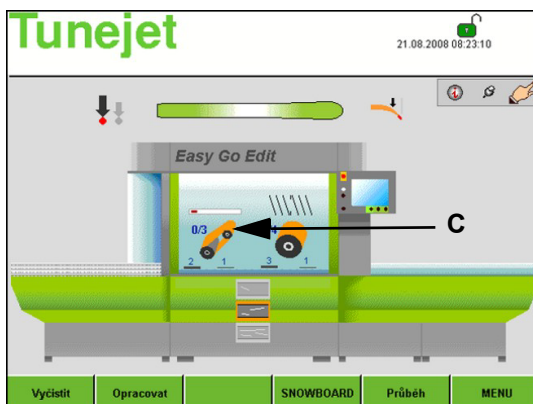 Tunejet
21.08.2008 08:23:10
Easy Go Edit
0/3
4
C
2 1 3 1
Vyčistit Opracovat SNOWBOARD Průběh MENU